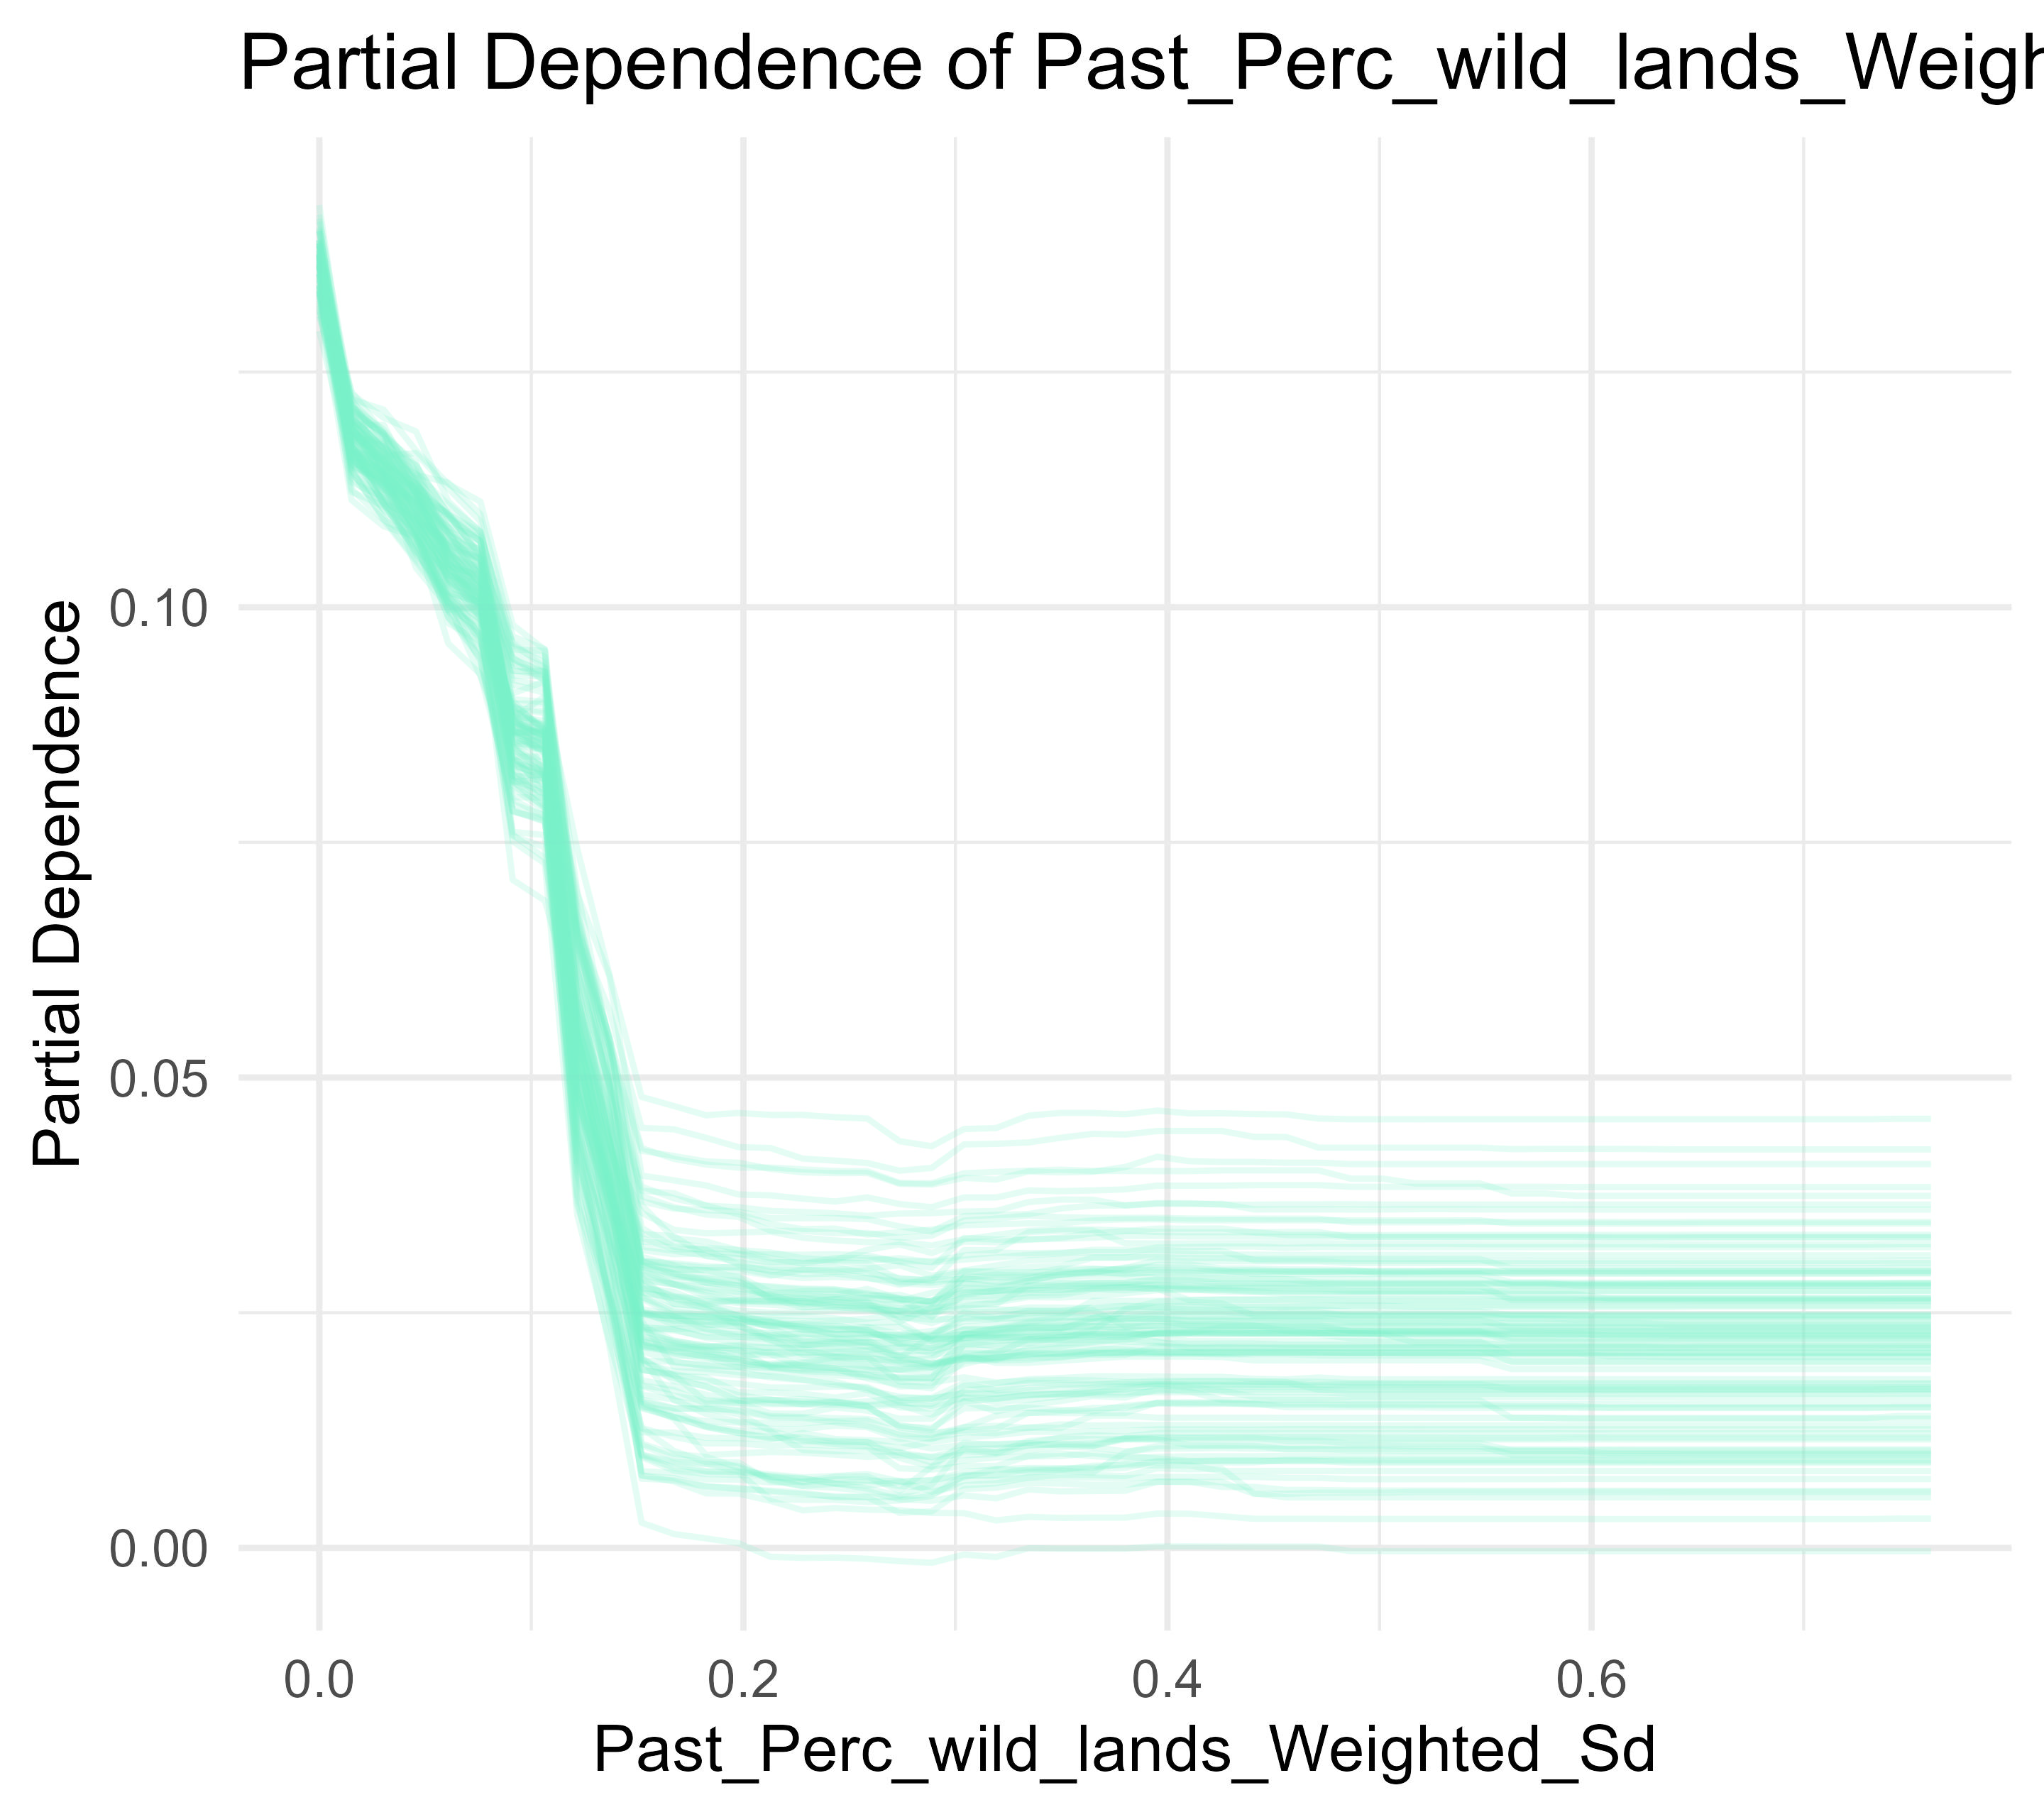 Partial Dependence of Past_Perc_wild_lands_Weigh
Partial Dependence
0.10
0.05
0.00
0.0 0.2 0.4 0.6
Past_Perc_wild_lands_Weighted_Sd